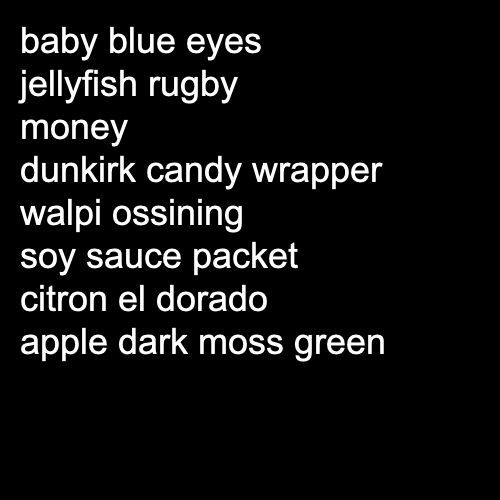 baby blue eyes
jellyfish rugby
money
dunkirk candy wrapper
walpi ossining
soy sauce packet
citron el dorado
apple dark moss green